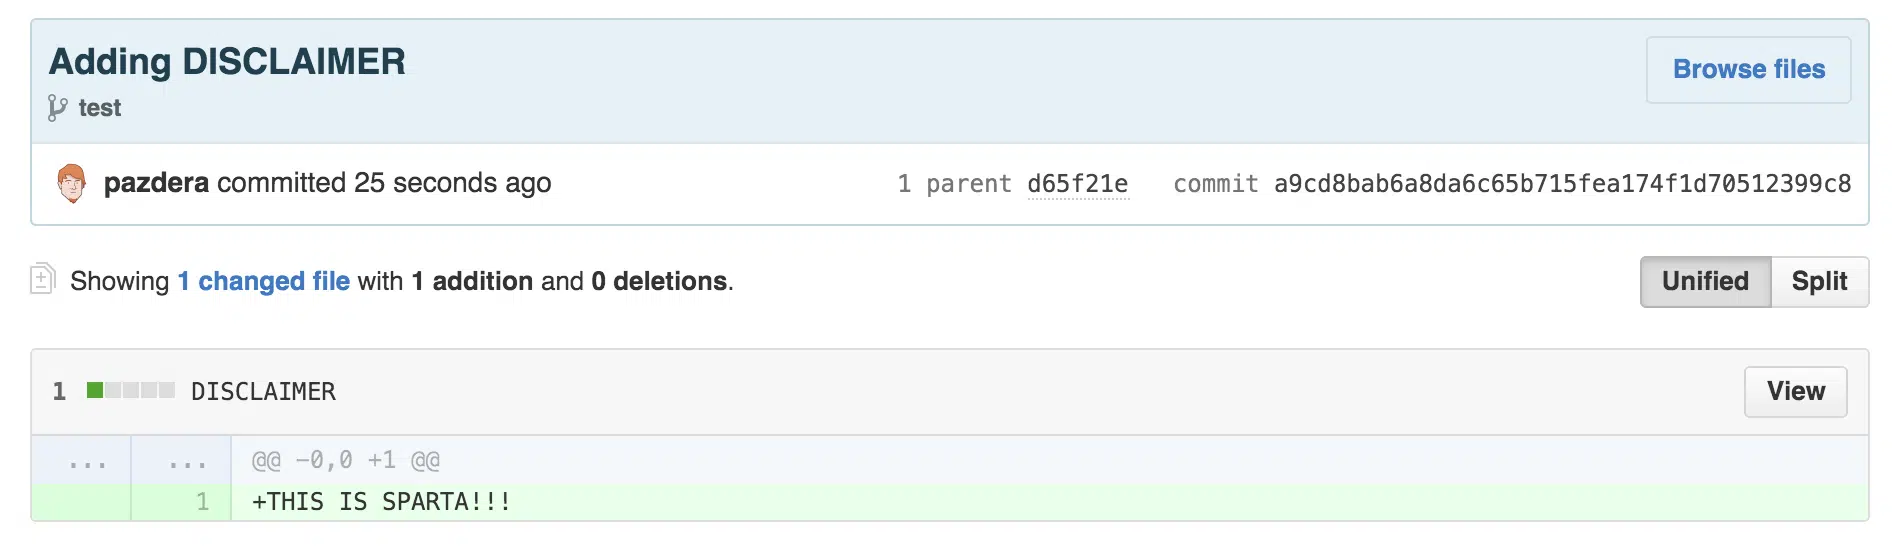 Adding DISCLAIMER
Browse files
test
pazdera committed 25 seconds ago
1 parent d65f21e commit a9cd8bab6a8da6c65b715fea174f1d70512399c8
Showing 1 changed file with 1 addition and 0 deletions.
Unified Split
1 DISCLAIMER
View
... ... @@ -0,0 +1 @@
1 +THIS IS SPARTA!!!